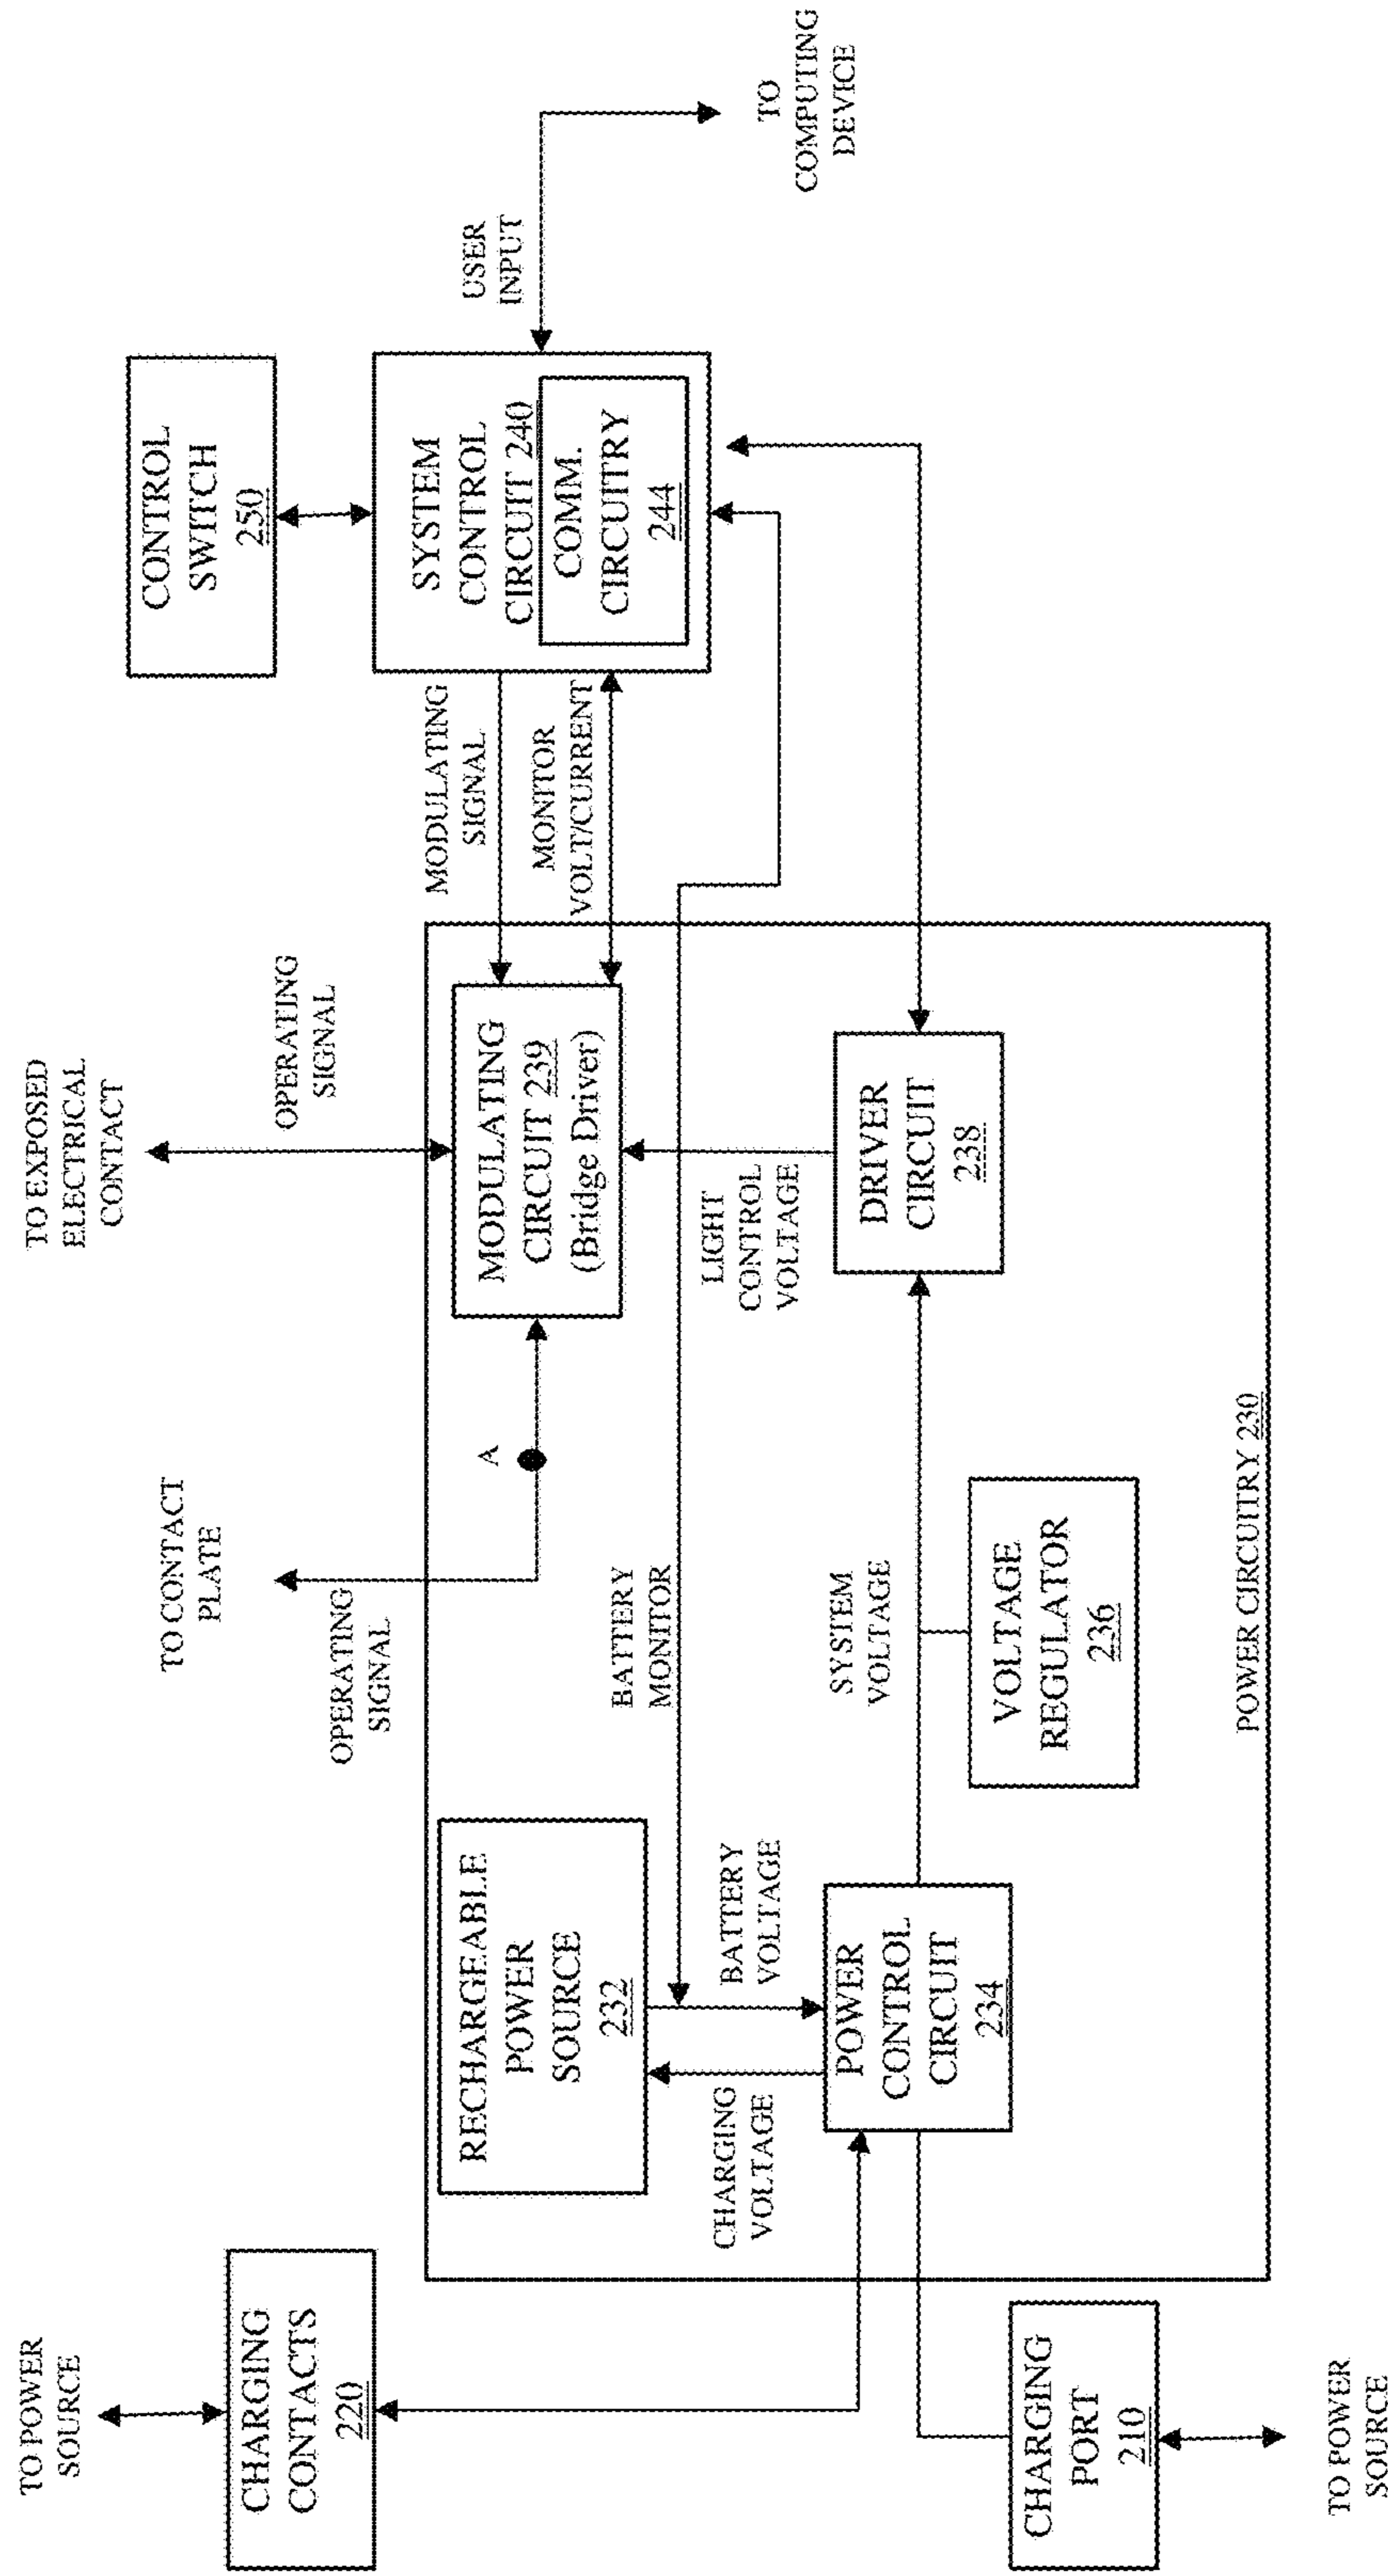 TO POWER
SOURCE
CHARGING
CONTACTS
220
TO CONTACT
PLATE
OPERATING
SIGNAL
A
TO EXPOSED
ELECTRICAL
CONTACT
OPERATING
SIGNAL
CONTROL
SWITCH
250
RECHARGEABLE
POWER
SOURCE
232
MODULATING
CIRCUIT 239
(Bridge Driver)
MODULATING
SIGNAL
MONITOR
VOLT/CURRENT
SYSTEM
CONTROL
CIRCUIT 240
COMM.
CIRCUITRY
244
USER
INPUT
TO
COMPUTING
DEVICE
BATTERY
MONITOR
CHARGING
VOLTAGE
BATTERY
VOLTAGE
LIGHT
CONTROL
VOLTAGE
POWER
CONTROL
CIRCUIT
234
SYSTEM
VOLTAGE
DRIVER
CIRCUIT
238
VOLTAGE
REGULATOR
236
CHARGING
PORT
210
POWER CIRCUITRY 230
TO POWER
SOURCE